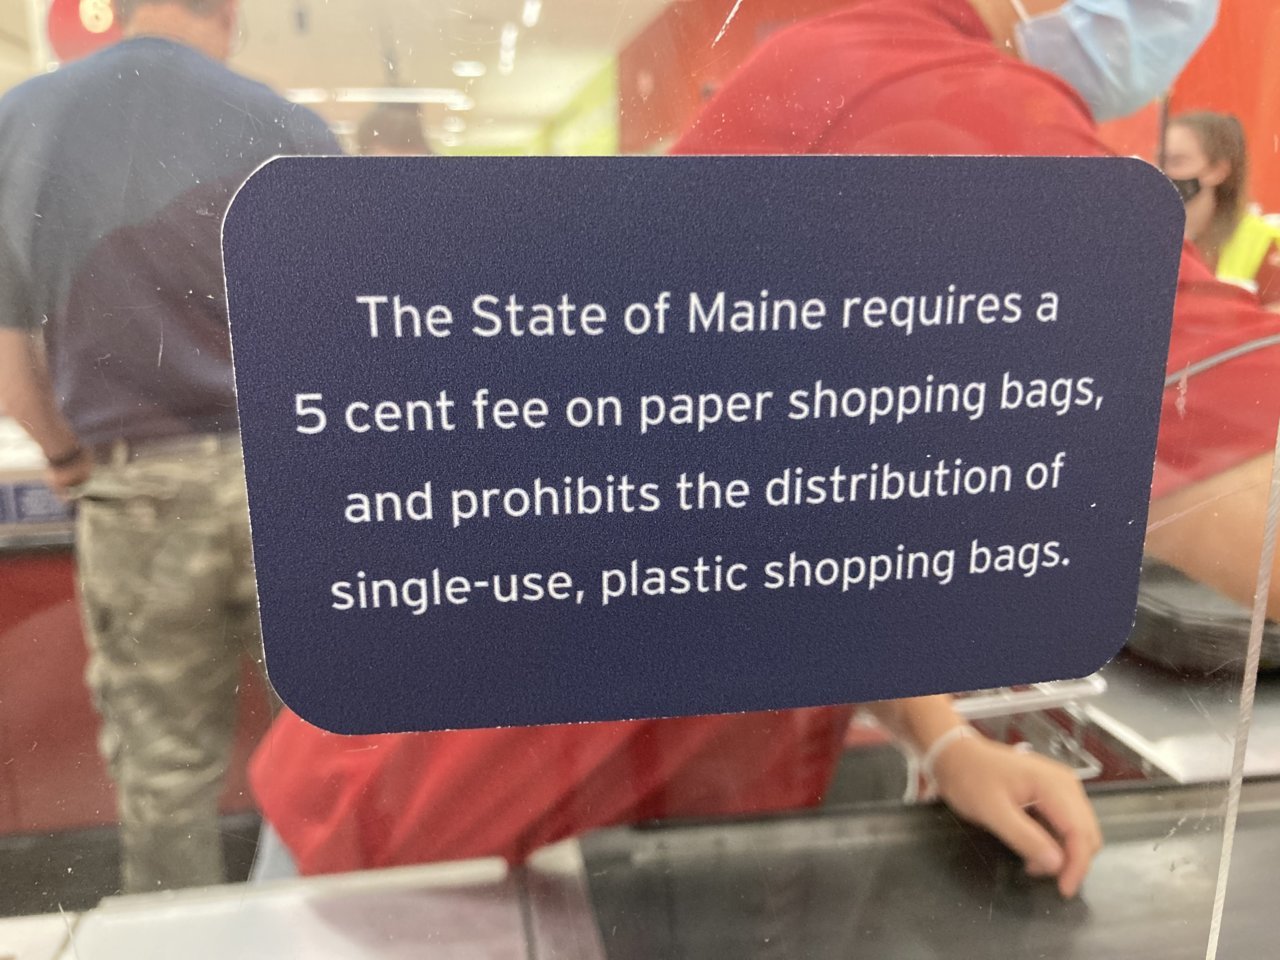 6
The State of Maine requires a
5 cent fee on paper shopping bags,
and prohibits the distribution of
single-use, plastic shopping bags.